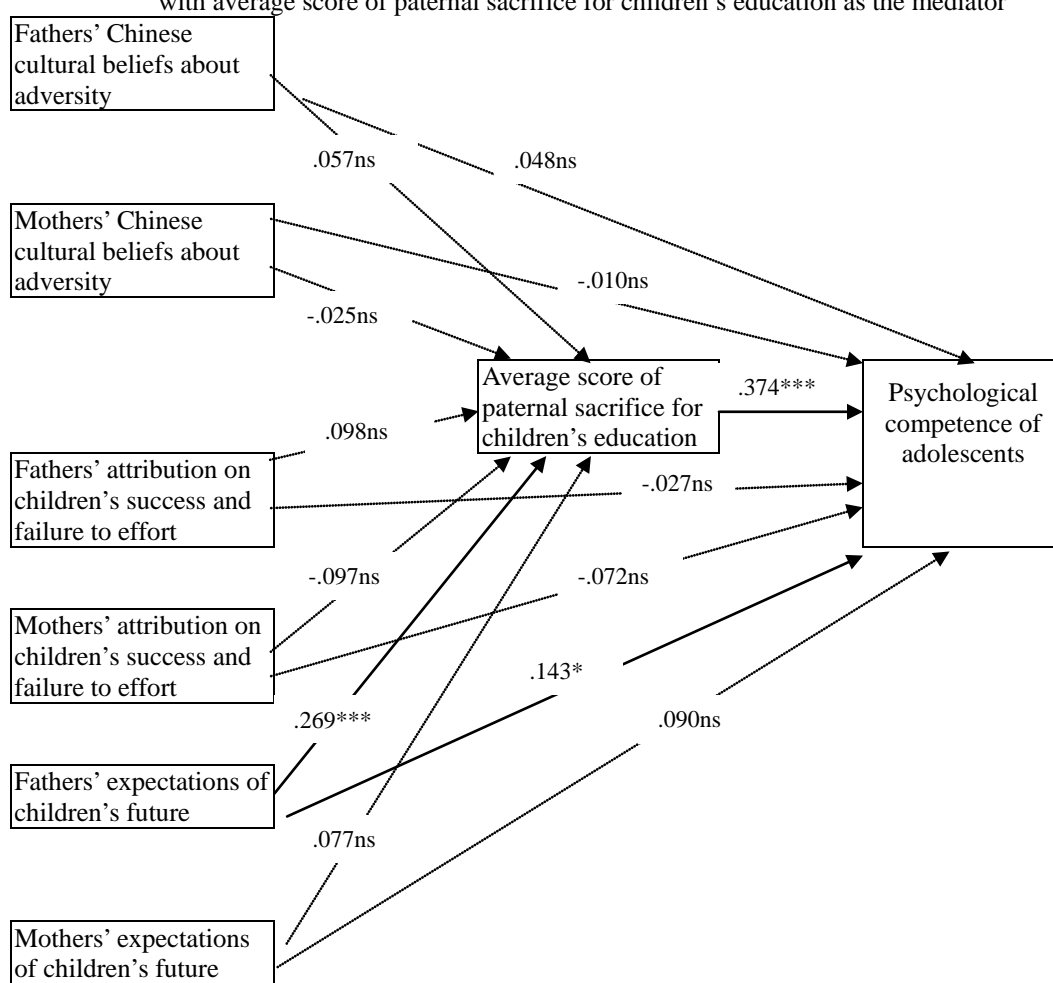 with average score of paternal sacrifice for children's education as the mediator
Fathers' Chinese
cultural beliefs about
adversity
.057ns
.048ns
Mothers' Chinese
cultural beliefs about
adversity
-.010ns
-.025ns
Average score of
paternal sacrifice for
children's education
.374***
Psychological
competence of
adolescents
.098ns
Fathers' attribution on
children's success and
failure to effort
-.027ns
-.097ns
-.072ns
Mothers' attribution on
children's success and
failure to effort
.143*
.269***
.090ns
Fathers' expectations of
children's future
.077ns
Mothers' expectations
of children's future